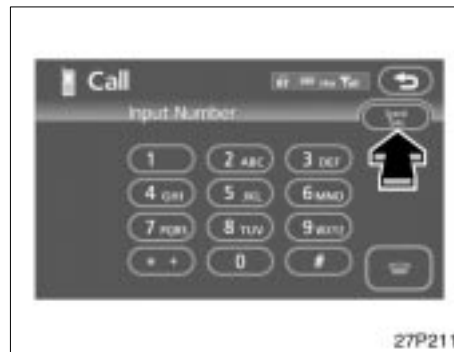 Call
Input Number
1
2 ABC
3 DEF
4 GHI
5 JKL
6 MNO
7 PQRS
8 TUV
9 WXYZ
* +
0
#
27P211